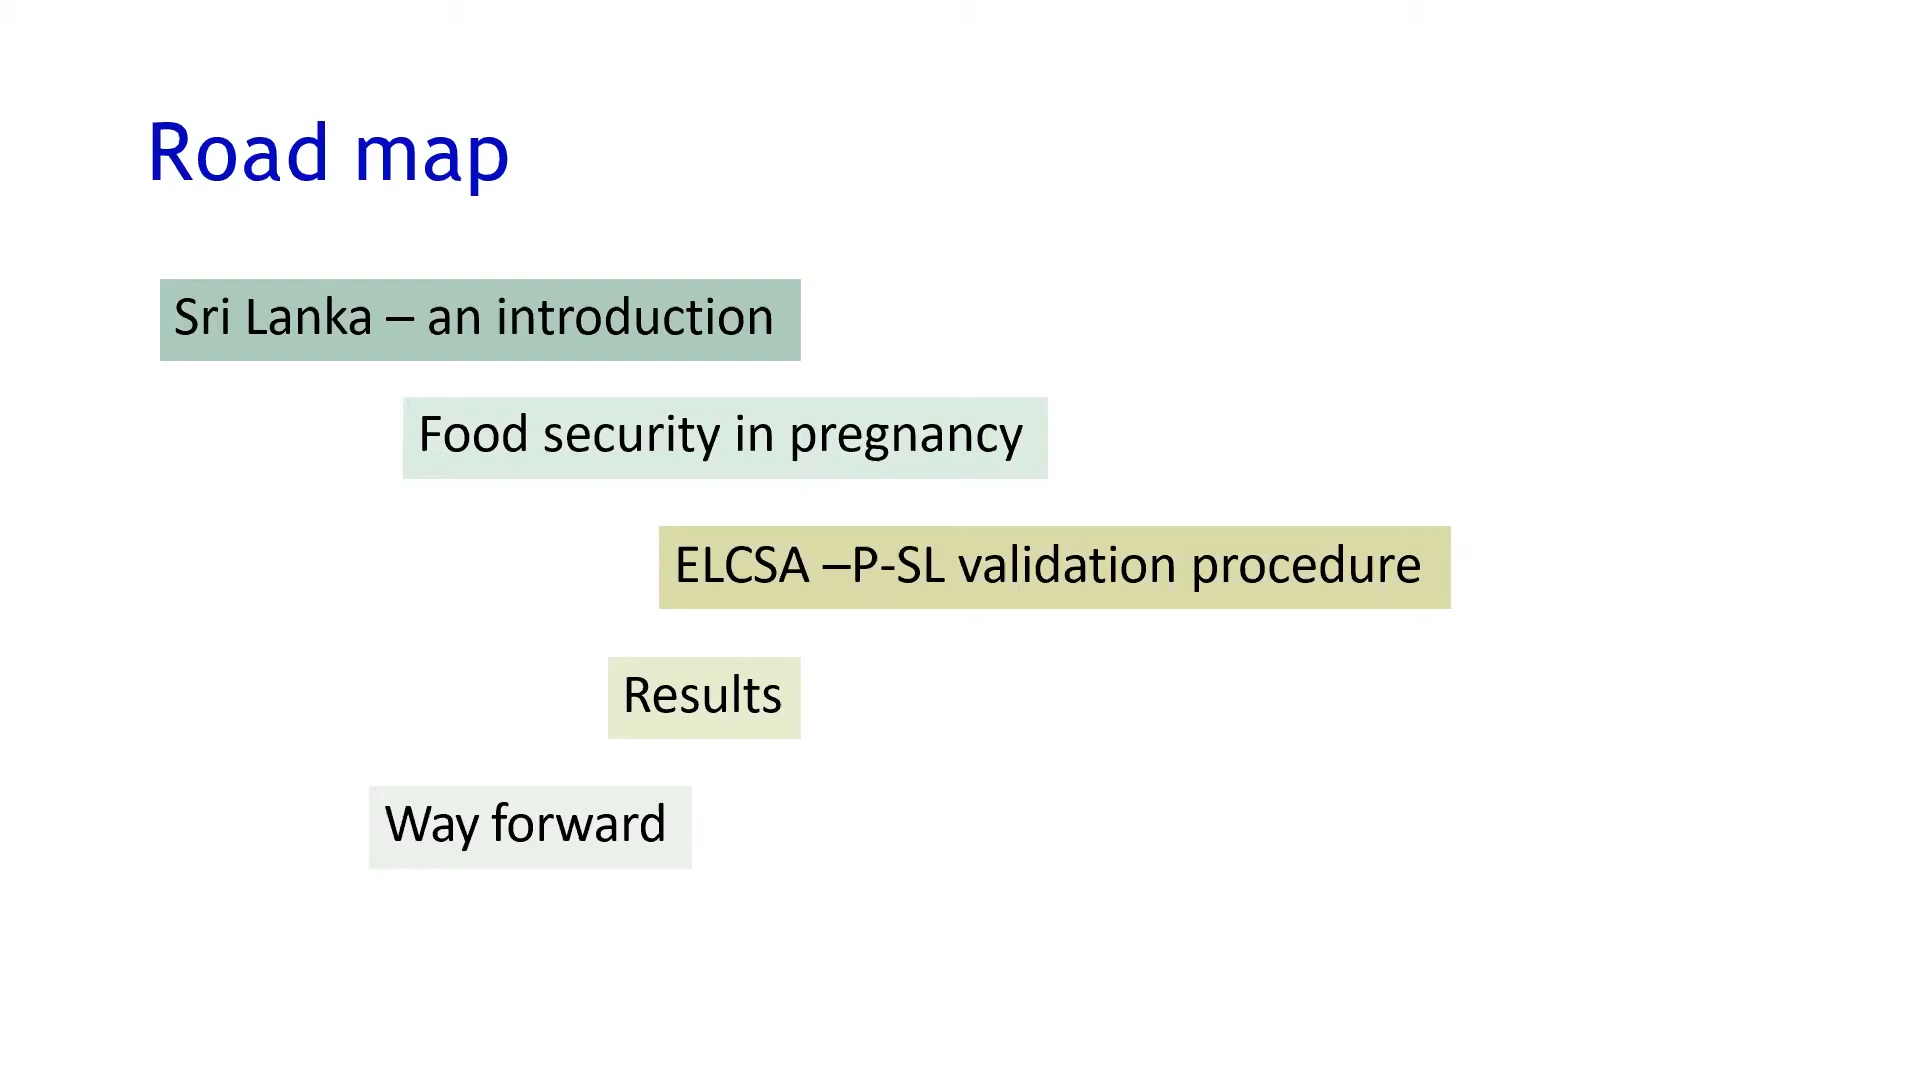 Road map
Sri Lanka – an introduction
Food security in pregnancy
ELCSA –P-SL validation procedure
Results
Way forward